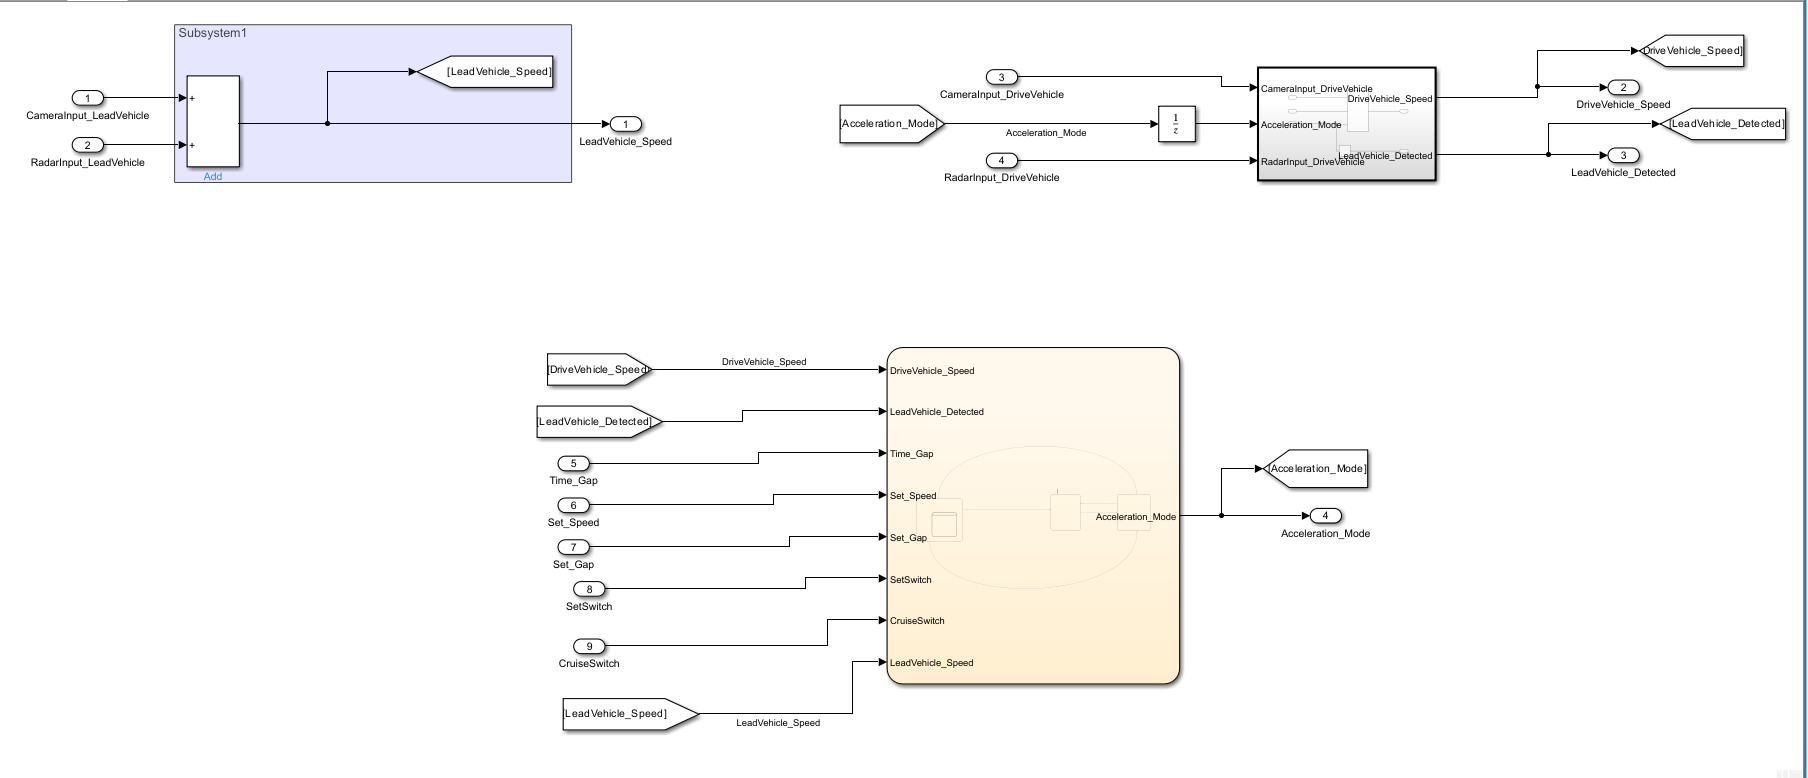 Subsystem1
[LeadVehicle_Speed]
1
CameraInput_LeadVehicle
+
2
RadarInput_LeadVehicle
+
Add
1
LeadVehicle_Speed
3
CameraInput_DriveVehicle
[Acceleration_Mode]
Acceleration_Mode
1
z
4
RadarInput_DriveVehicle
CameraInput_DriveVehicle
DriveVehicle_Speed
Acceleration_Mode
LeadVehicle_Detected
RadarInput_DriveVehicle
DriveVehicle_Speed]
2
DriveVehicle_Speed
[LeadVehicle_Detected]
3
LeadVehicle_Detected
[DriveVehicle_Speed]
DriveVehicle_Speed
DriveVehicle_Speed
[LeadVehicle_Detected]
LeadVehicle_Detected
5
Time_Gap
Time_Gap
6
Set_Speed
Set_Speed
7
Set_Gap
Set_Gap
8
SetSwitch
SetSwitch
9
CruiseSwitch
CruiseSwitch
[LeadVehicle_Speed]
LeadVehicle_Speed
LeadVehicle_Speed
Acceleration_Mode
[Acceleration_Mode]
4
Acceleration_Mode